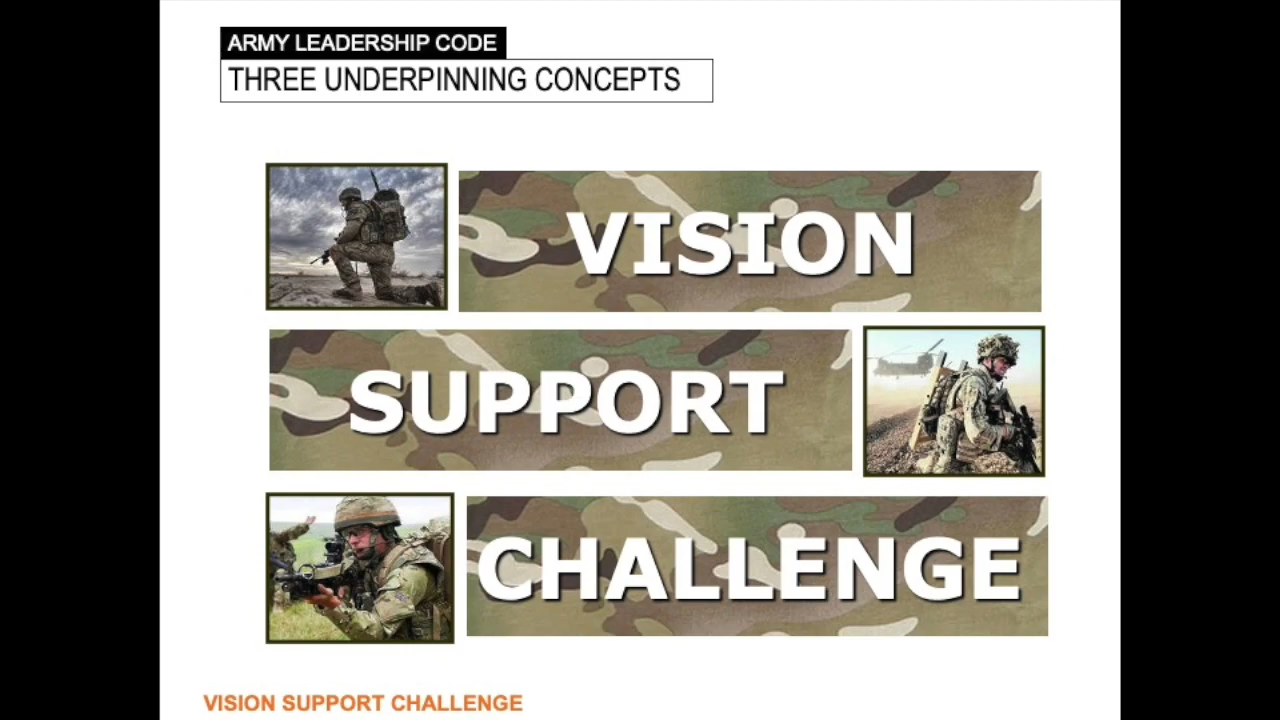 ARMY LEADERSHIP CODE
THREE UNDERPINNING CONCEPTS
VISION
SUPPORT
CHALLENGE
VISION SUPPORT CHALLENGE